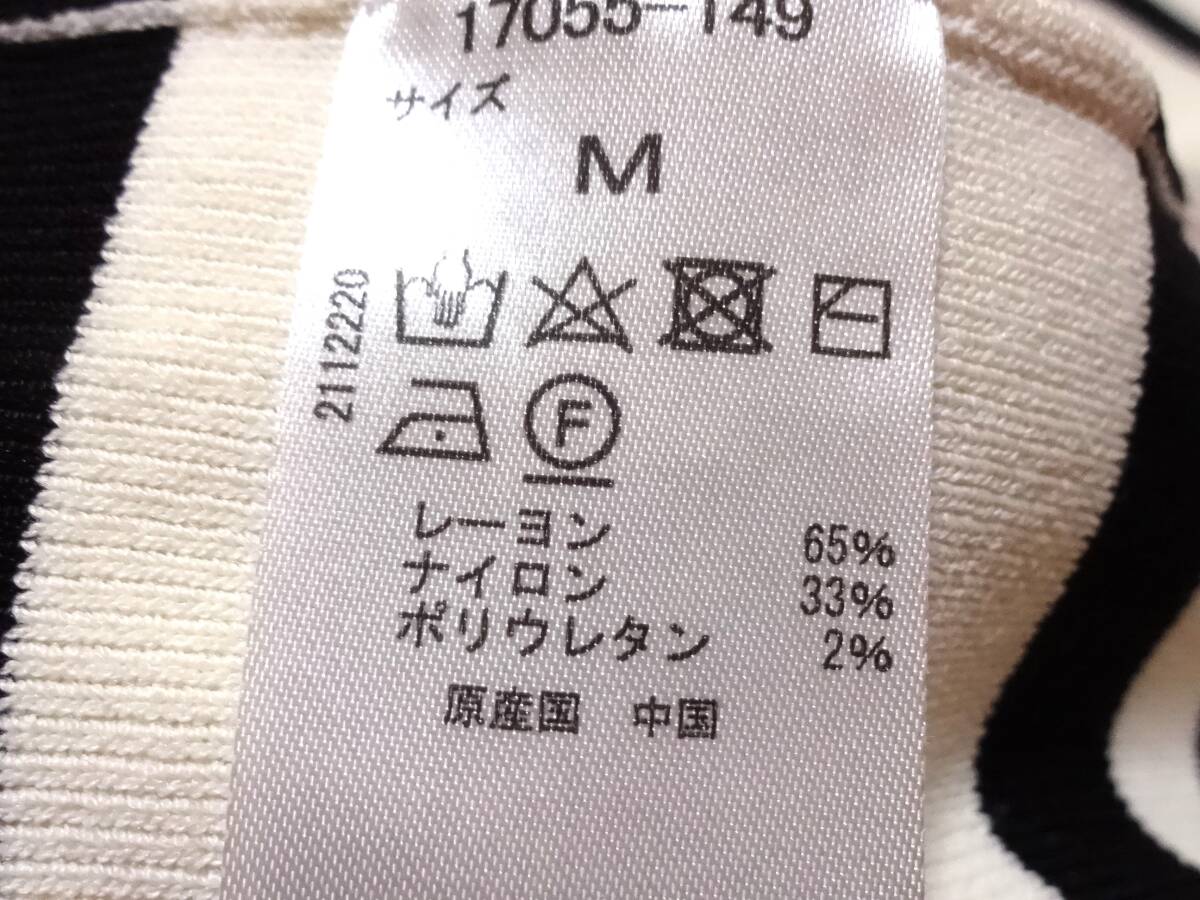 17055-149
サイズ
M
2112220
F
レーヨン 65%
ナイロン 33%
ポリウレタン 2%
原産国 中国